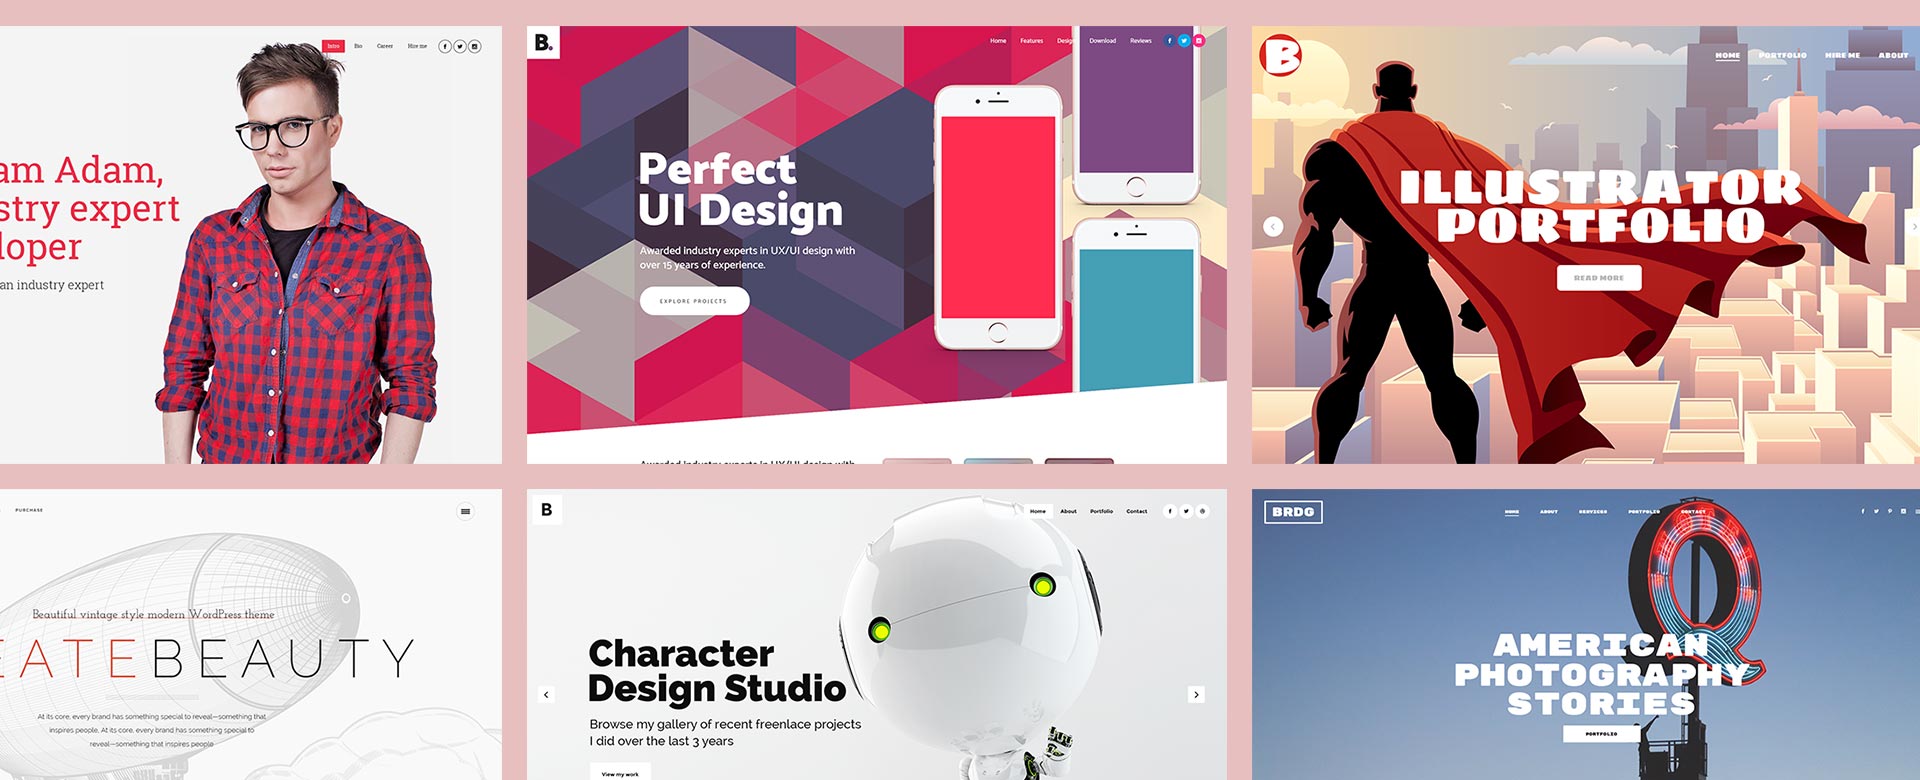 Intro Bio Career Hire me
am Adam,
stry expert
loper
an industry expert
B.
Home Features Design Download Reviews
Perfect
UI Design
Awarded industry experts in UX/UI design with
over 15 years of experience.
EXPLORE PROJECTS
Awarded industry experts in UX/UI design with
B
HOME PORTFOLIO HIRE ME ABOUT
ILLUSTRATOR
PORTFOLIO
READ MORE
PURCHASE
Beautiful vintage style modern WordPress theme
EATEBEAUTY
At its core, every brand has something special to reveal—something that
inspires people. At its core, every brand has something special to
reveal—something that inspires people
B
Home About Portfolio Contact
Character
Design Studio
Browse my gallery of recent freenlace projects
I did over the last 3 years
View my work
BRDG
HOME ABOUT SERVICES PORTFOLIO CONTACT
Q
AMERICAN
PHOTOGRAPHY
STORIES
PORTFOLIO